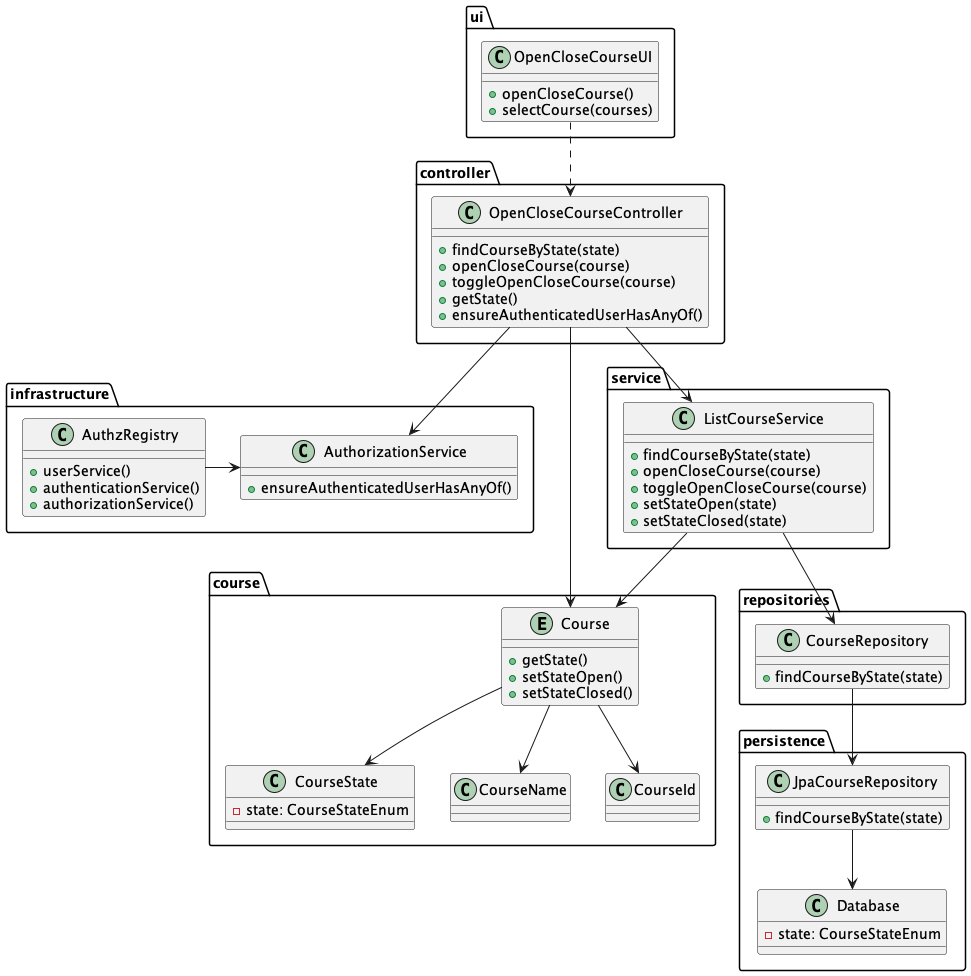 ui
C OpenCloseCourseUI
openCloseCourse()
selectCourse(courses)
controller
C OpenCloseCourseController
findCourseByState(state)
openCloseCourse(course)
toggleOpenCloseCourse(course)
getState()
ensureAuthenticatedUserHasAnyOf()
infrastructure
C AuthzRegistry
userService()
authenticationService()
authorizationService()
C AuthorizationService
ensureAuthenticatedUserHasAnyOf()
service
C ListCourseService
findCourseByState(state)
openCloseCourse(course)
toggleOpenCloseCourse(course)
setStateOpen(state)
setStateClosed(state)
course
E Course
getState()
setStateOpen()
setStateClosed()
C CourseState
state: CourseStateEnum
C CourseName
C CourseId
repositories
C CourseRepository
findCourseByState(state)
persistence
C JpaCourseRepository
findCourseByState(state)
C Database
state: CourseStateEnum